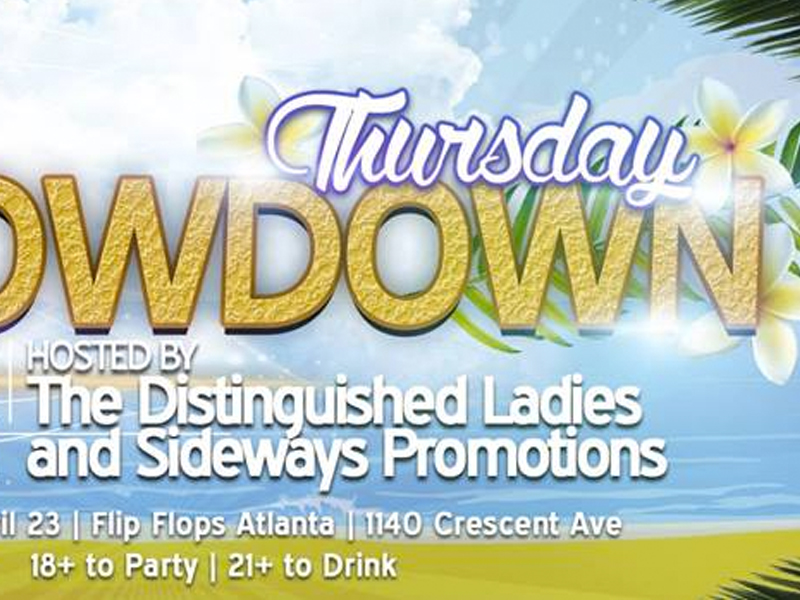 Thursday
OWDOWN
HOSTED BY
The Distinguished Ladies
and Sideways Promotions
il 23 | Flip Flops Atlanta | 1140 Crescent Ave
18+ to Party | 21+ to Drink